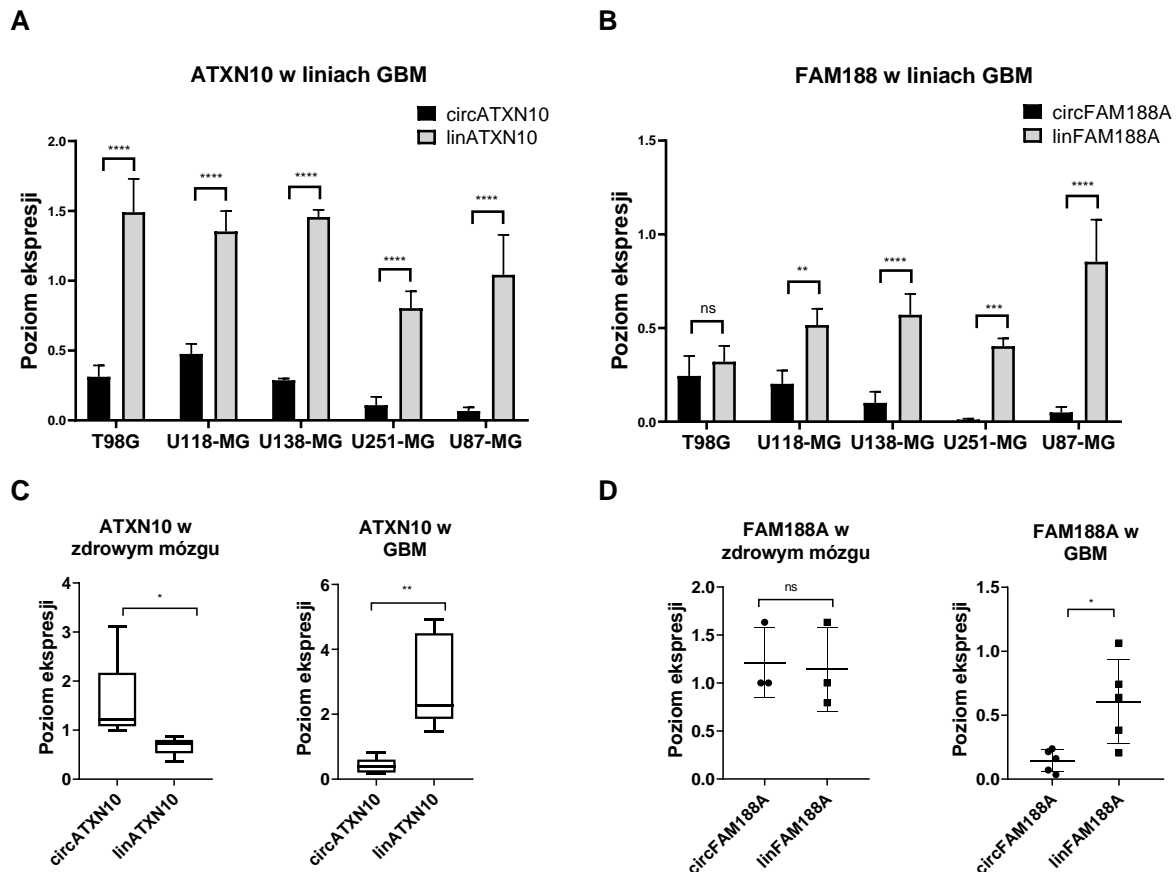 A
ATXN10 w liniach GBM
circATXN10
linATXN10
Poziom ekspresji
2.0
1.5
1.0
0.5
0.0
****
****
****
****
****
T98G
U118-MG
U138-MG
U251-MG
U87-MG
B
FAM188 w liniach GBM
circFAM188A
linFAM188A
Poziom ekspresji
1.5
1.0
0.5
0.0
ns
**
****
***
****
T98G
U118-MG
U138-MG
U251-MG
U87-MG
C
ATXN10 w
zdrowym mózgu
Poziom ekspresji
4
3
2
1
0
*
circATXN10
linATXN10
ATXN10 w
GBM
Poziom ekspresji
6
4
2
0
**
circATXN10
linATXN10
D
FAM188A w
zdrowym mózgu
Poziom ekspresji
2.0
1.5
1.0
0.5
0.0
ns
circFAM188A
linFAM188A
FAM188A w
GBM
Poziom ekspresji
1.5
1.0
0.5
0.0
*
circFAM188A
linFAM188A